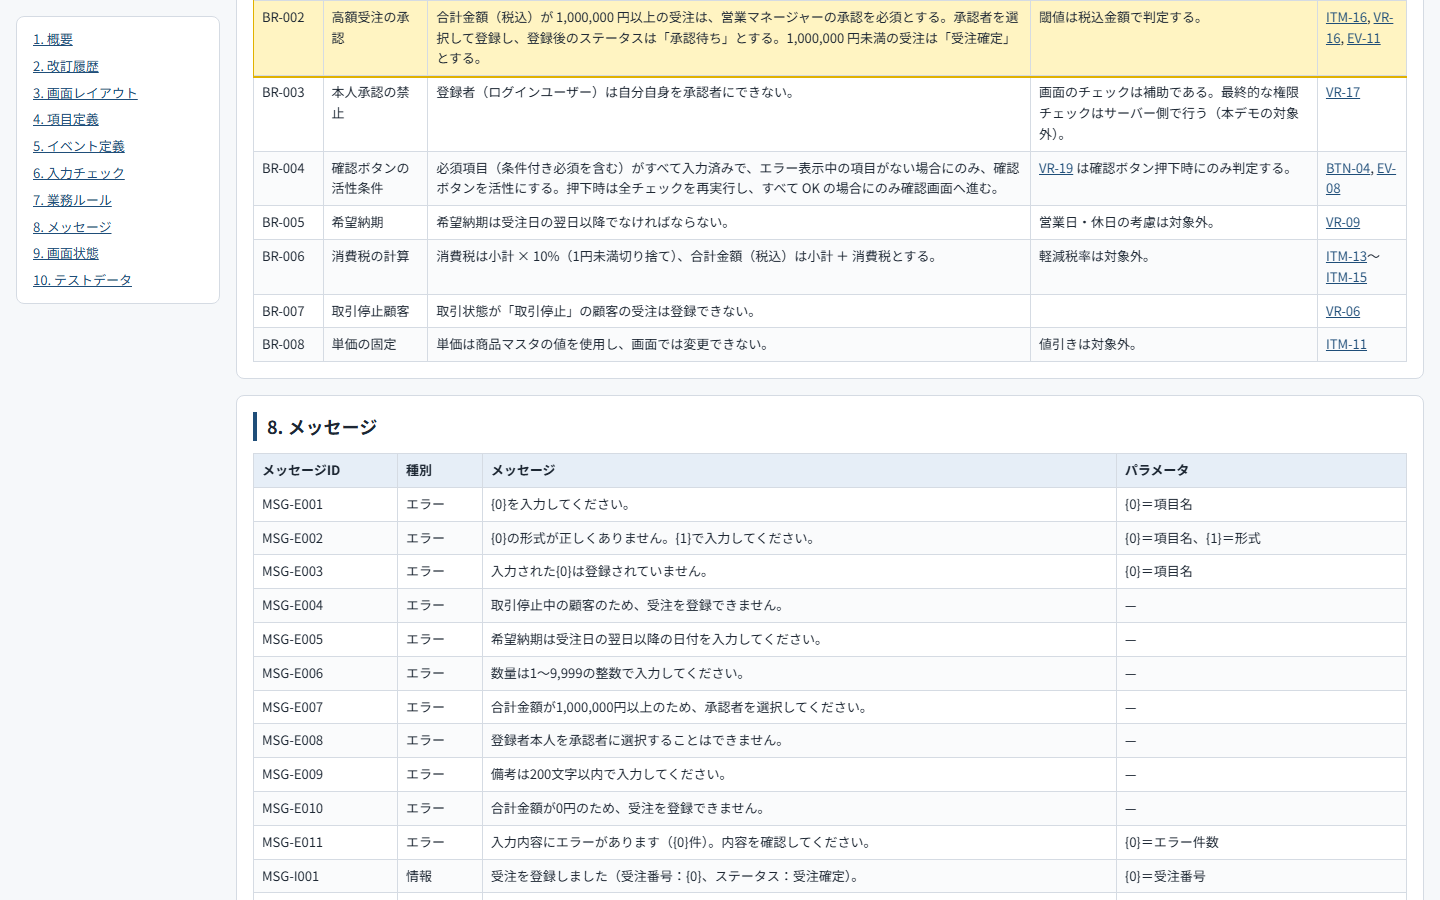 1. 概要
2. 改訂履歴
3. 画面レイアウト
4. 項目定義
5. イベント定義
6. 入力チェック
7. 業務ルール
8. メッセージ
9. 画面状態
10. テストデータ
BR-002 高額受注の承認 合計金額（税込）が 1,000,000 円以上の受注は、営業マネージャーの承認を必須とする。承認者を選択して登録し、登録後のステータスは「承認待ち」とする。1,000,000 円未満の受注は「受注確定」とする。 閾値は税込金額で判定する。 ITM-16, VR-16, EV-11
BR-003 本人承認の禁止 登録者（ログインユーザー）は自分自身を承認者にできない。 画面のチェックは補助である。最終的な権限チェックはサーバー側で行う（本デモの対象外）。 VR-17
BR-004 確認ボタンの活性条件 必須項目（条件付き必須を含む）がすべて入力済みで、エラー表示中の項目がない場合にのみ、確認ボタンを活性にする。押下時は全チェックを再実行し、すべて OK の場合にのみ確認画面へ進む。 VR-19 は確認ボタン押下時にのみ判定する。 BTN-04, EV-08
BR-005 希望納期 希望納期は受注日の翌日以降でなければならない。 営業日・休日の考慮は対象外。 VR-09
BR-006 消費税の計算 消費税は小計 × 10%（1円未満切り捨て）、合計金額（税込）は小計 ＋ 消費税とする。 軽減税率は対象外。 ITM-13〜ITM-15
BR-007 取引停止顧客 取引状態が「取引停止」の顧客の受注は登録できない。 VR-06
BR-008 単価の固定 単価は商品マスタの値を使用し、画面では変更できない。 値引きは対象外。 ITM-11
8. メッセージ
メッセージID 種別 メッセージ パラメータ
MSG-E001 エラー {0}を入力してください。 {0}＝項目名
MSG-E002 エラー {0}の形式が正しくありません。{1}で入力してください。 {0}＝項目名、{1}＝形式
MSG-E003 エラー 入力された{0}は登録されていません。 {0}＝項目名
MSG-E004 エラー 取引停止中の顧客のため、受注を登録できません。 —
MSG-E005 エラー 希望納期は受注日の翌日以降の日付を入力してください。 —
MSG-E006 エラー 数量は1〜9,999の整数で入力してください。 —
MSG-E007 エラー 合計金額が1,000,000円以上のため、承認者を選択してください。 —
MSG-E008 エラー 登録者本人を承認者に選択することはできません。 —
MSG-E009 エラー 備考は200文字以内で入力してください。 —
MSG-E010 エラー 合計金額が0円のため、受注を登録できません。 —
MSG-E011 エラー 入力内容にエラーがあります（{0}件）。内容を確認してください。 {0}＝エラー件数
MSG-I001 情報 受注を登録しました（受注番号：{0}、ステータス：受注確定）。 {0}＝受注番号